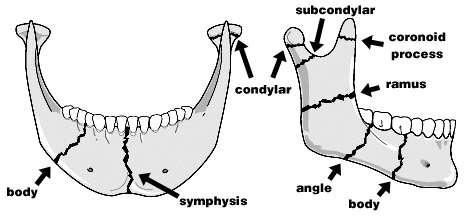 subcondylar
coronoid
process
condylar
ramus
body
symphysis
angle
body